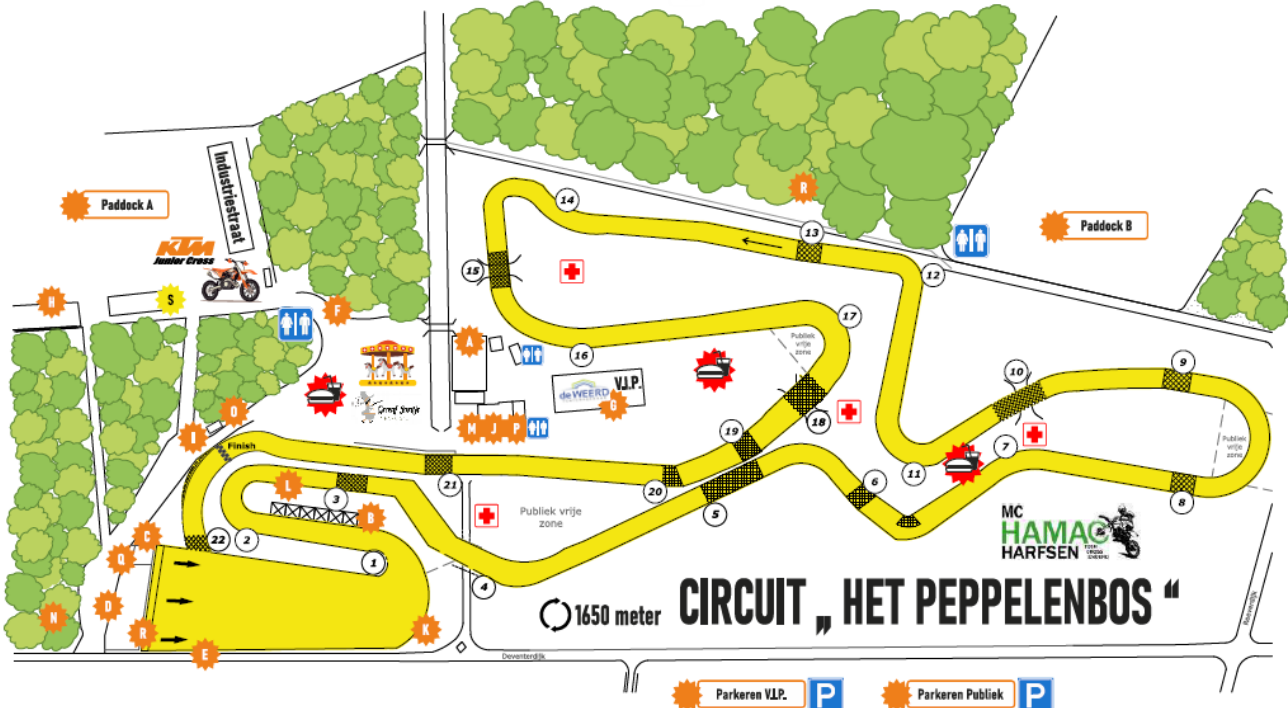 R
Industriestraat
Paddock A
14
13
Paddock B
KTM
Junior Cross
12
15
H
S
F
17
A
16
Publiek
vrije
zone
9
10
V.I.P.
de WEERD
G
18
O
M
J
P
19
7
Publiek
vrije
zone
Finish
11
L
3
21
20
6
8
5
B
Publiek vrije
zone
MC
HAMAC
HARFSEN
C
22
2
Q
1
4
D
N
R
K
E
1650 meter
CIRCUIT „ HET PEPPELENBOS “
Deventerdijk
Parkeren V.I.P.
P
Parkeren Publiek
P